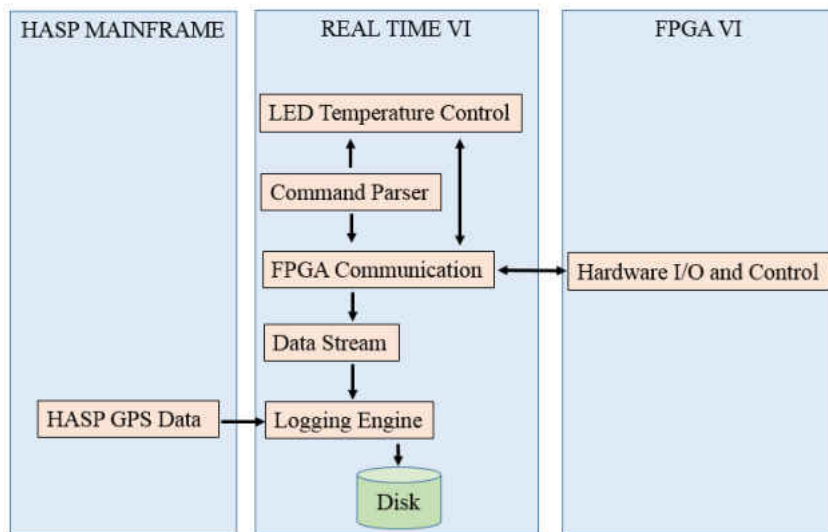 HASP MAINFRAME
REAL TIME VI
FPGA VI
LED Temperature Control
Command Parser
FPGA Communication
Hardware I/O and Control
Data Stream
HASP GPS Data
Logging Engine
Disk